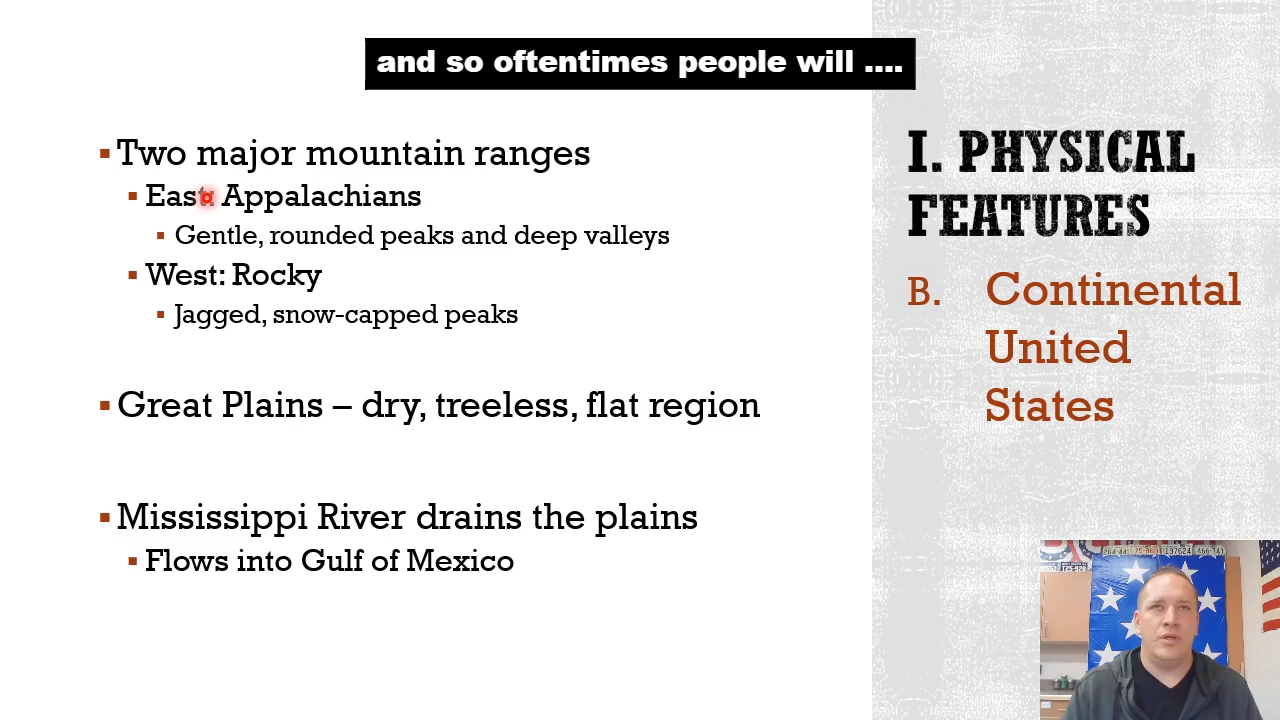 and so oftentimes people will ....
Two major mountain ranges
East: Appalachians
Gentle, rounded peaks and deep valleys
West: Rocky
Jagged, snow-capped peaks
Great Plains – dry, treeless, flat region
Mississippi River drains the plains
Flows into Gulf of Mexico
I. PHYSICAL
FEATURES
B. Continental
United
States